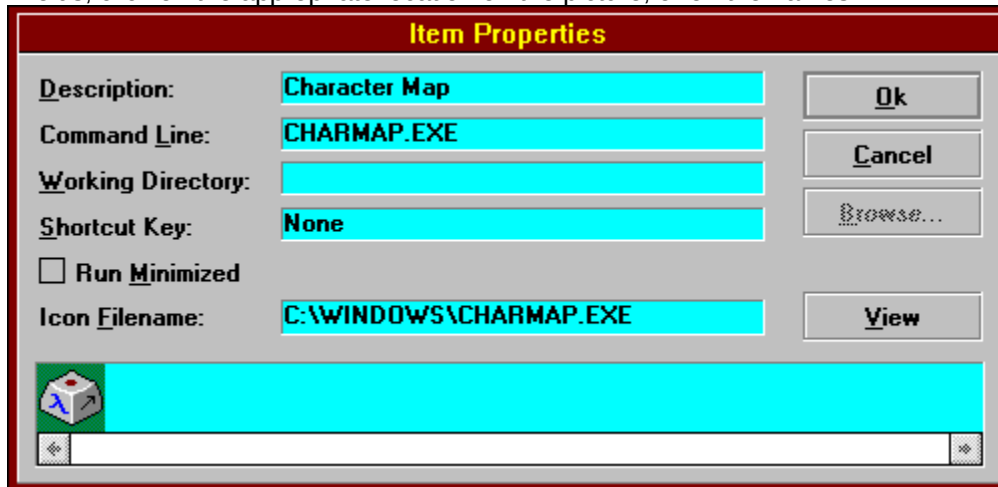 Item Properties
Description: Character Map
Ok
Command Line: CHARMAP.EXE
Cancel
Working Directory:
Browse...
Shortcut Key: None
Run Minimized
Icon Filename: C:\WINDOWS\CHARMAP.EXE
View
λ